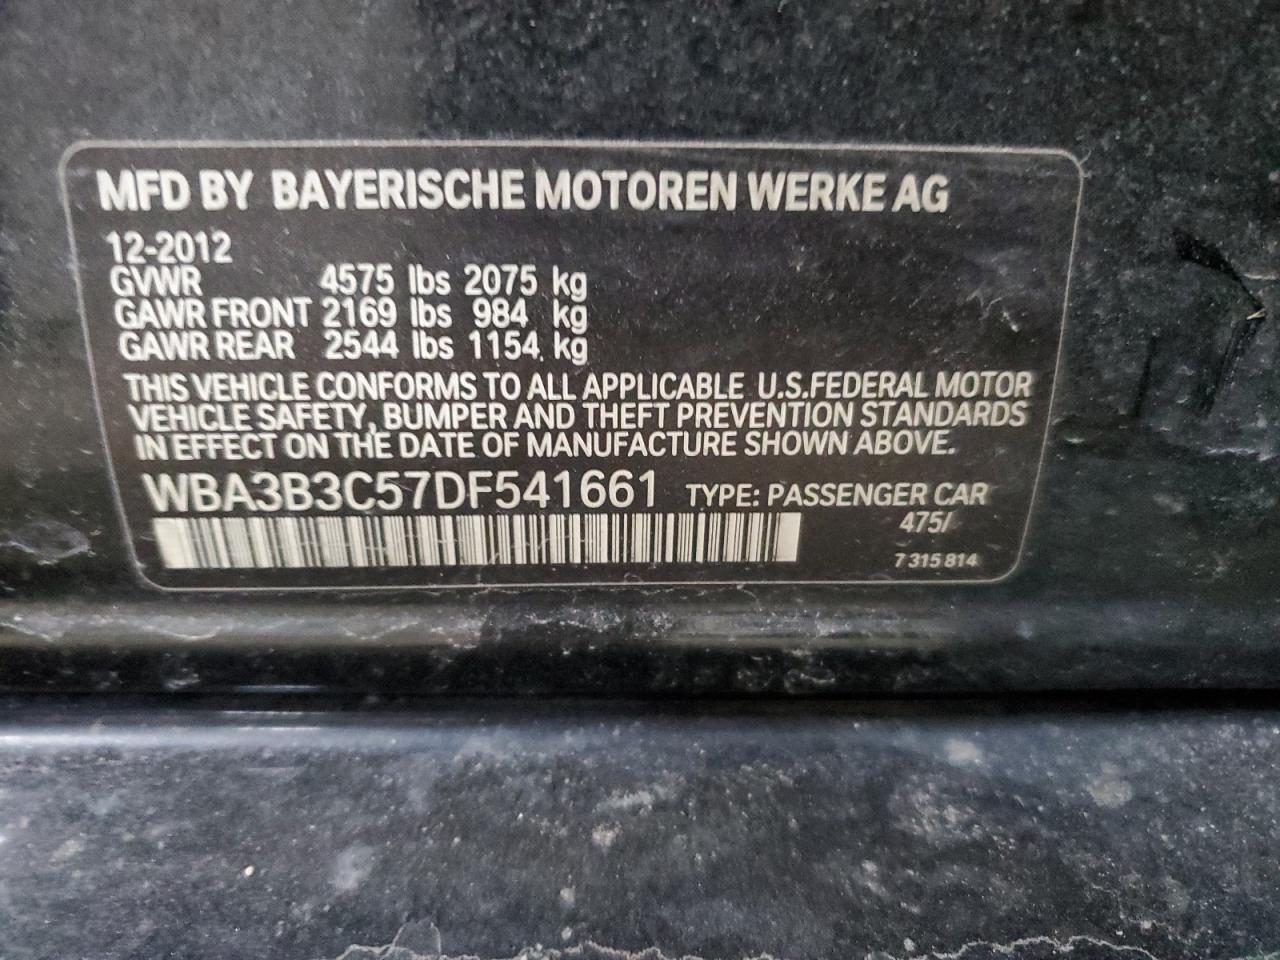 MFD BY BAYERISCHE MOTOREN WERKE AG
12-2012
GVWR 4575 lbs 2075 kg
GAWR FRONT 2169 lbs 984 kg
GAWR REAR 2544 lbs 1154 kg
THIS VEHICLE CONFORMS TO ALL APPLICABLE U.S.FEDERAL MOTOR
VEHICLE SAFETY, BUMPER AND THEFT PREVENTION STANDARDS
IN EFFECT ON THE DATE OF MANUFACTURE SHOWN ABOVE.
WBA3B3C57DF541661 TYPE: PASSENGER CAR
475/
7 315 814